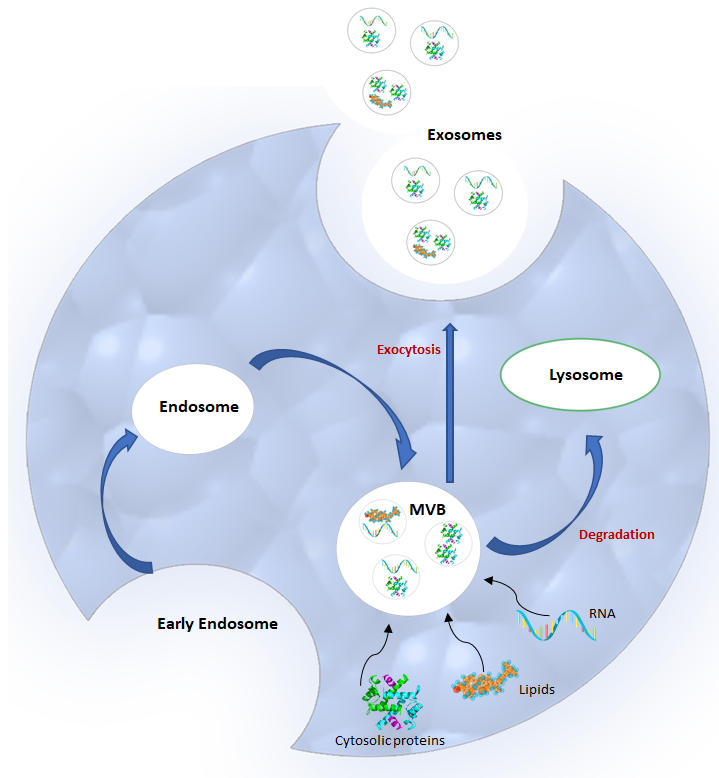 Exosomes
Exocytosis
Lysosome
Endosome
MVB
Degradation
RNA
Early Endosome
Lipids
Cytosolic proteins